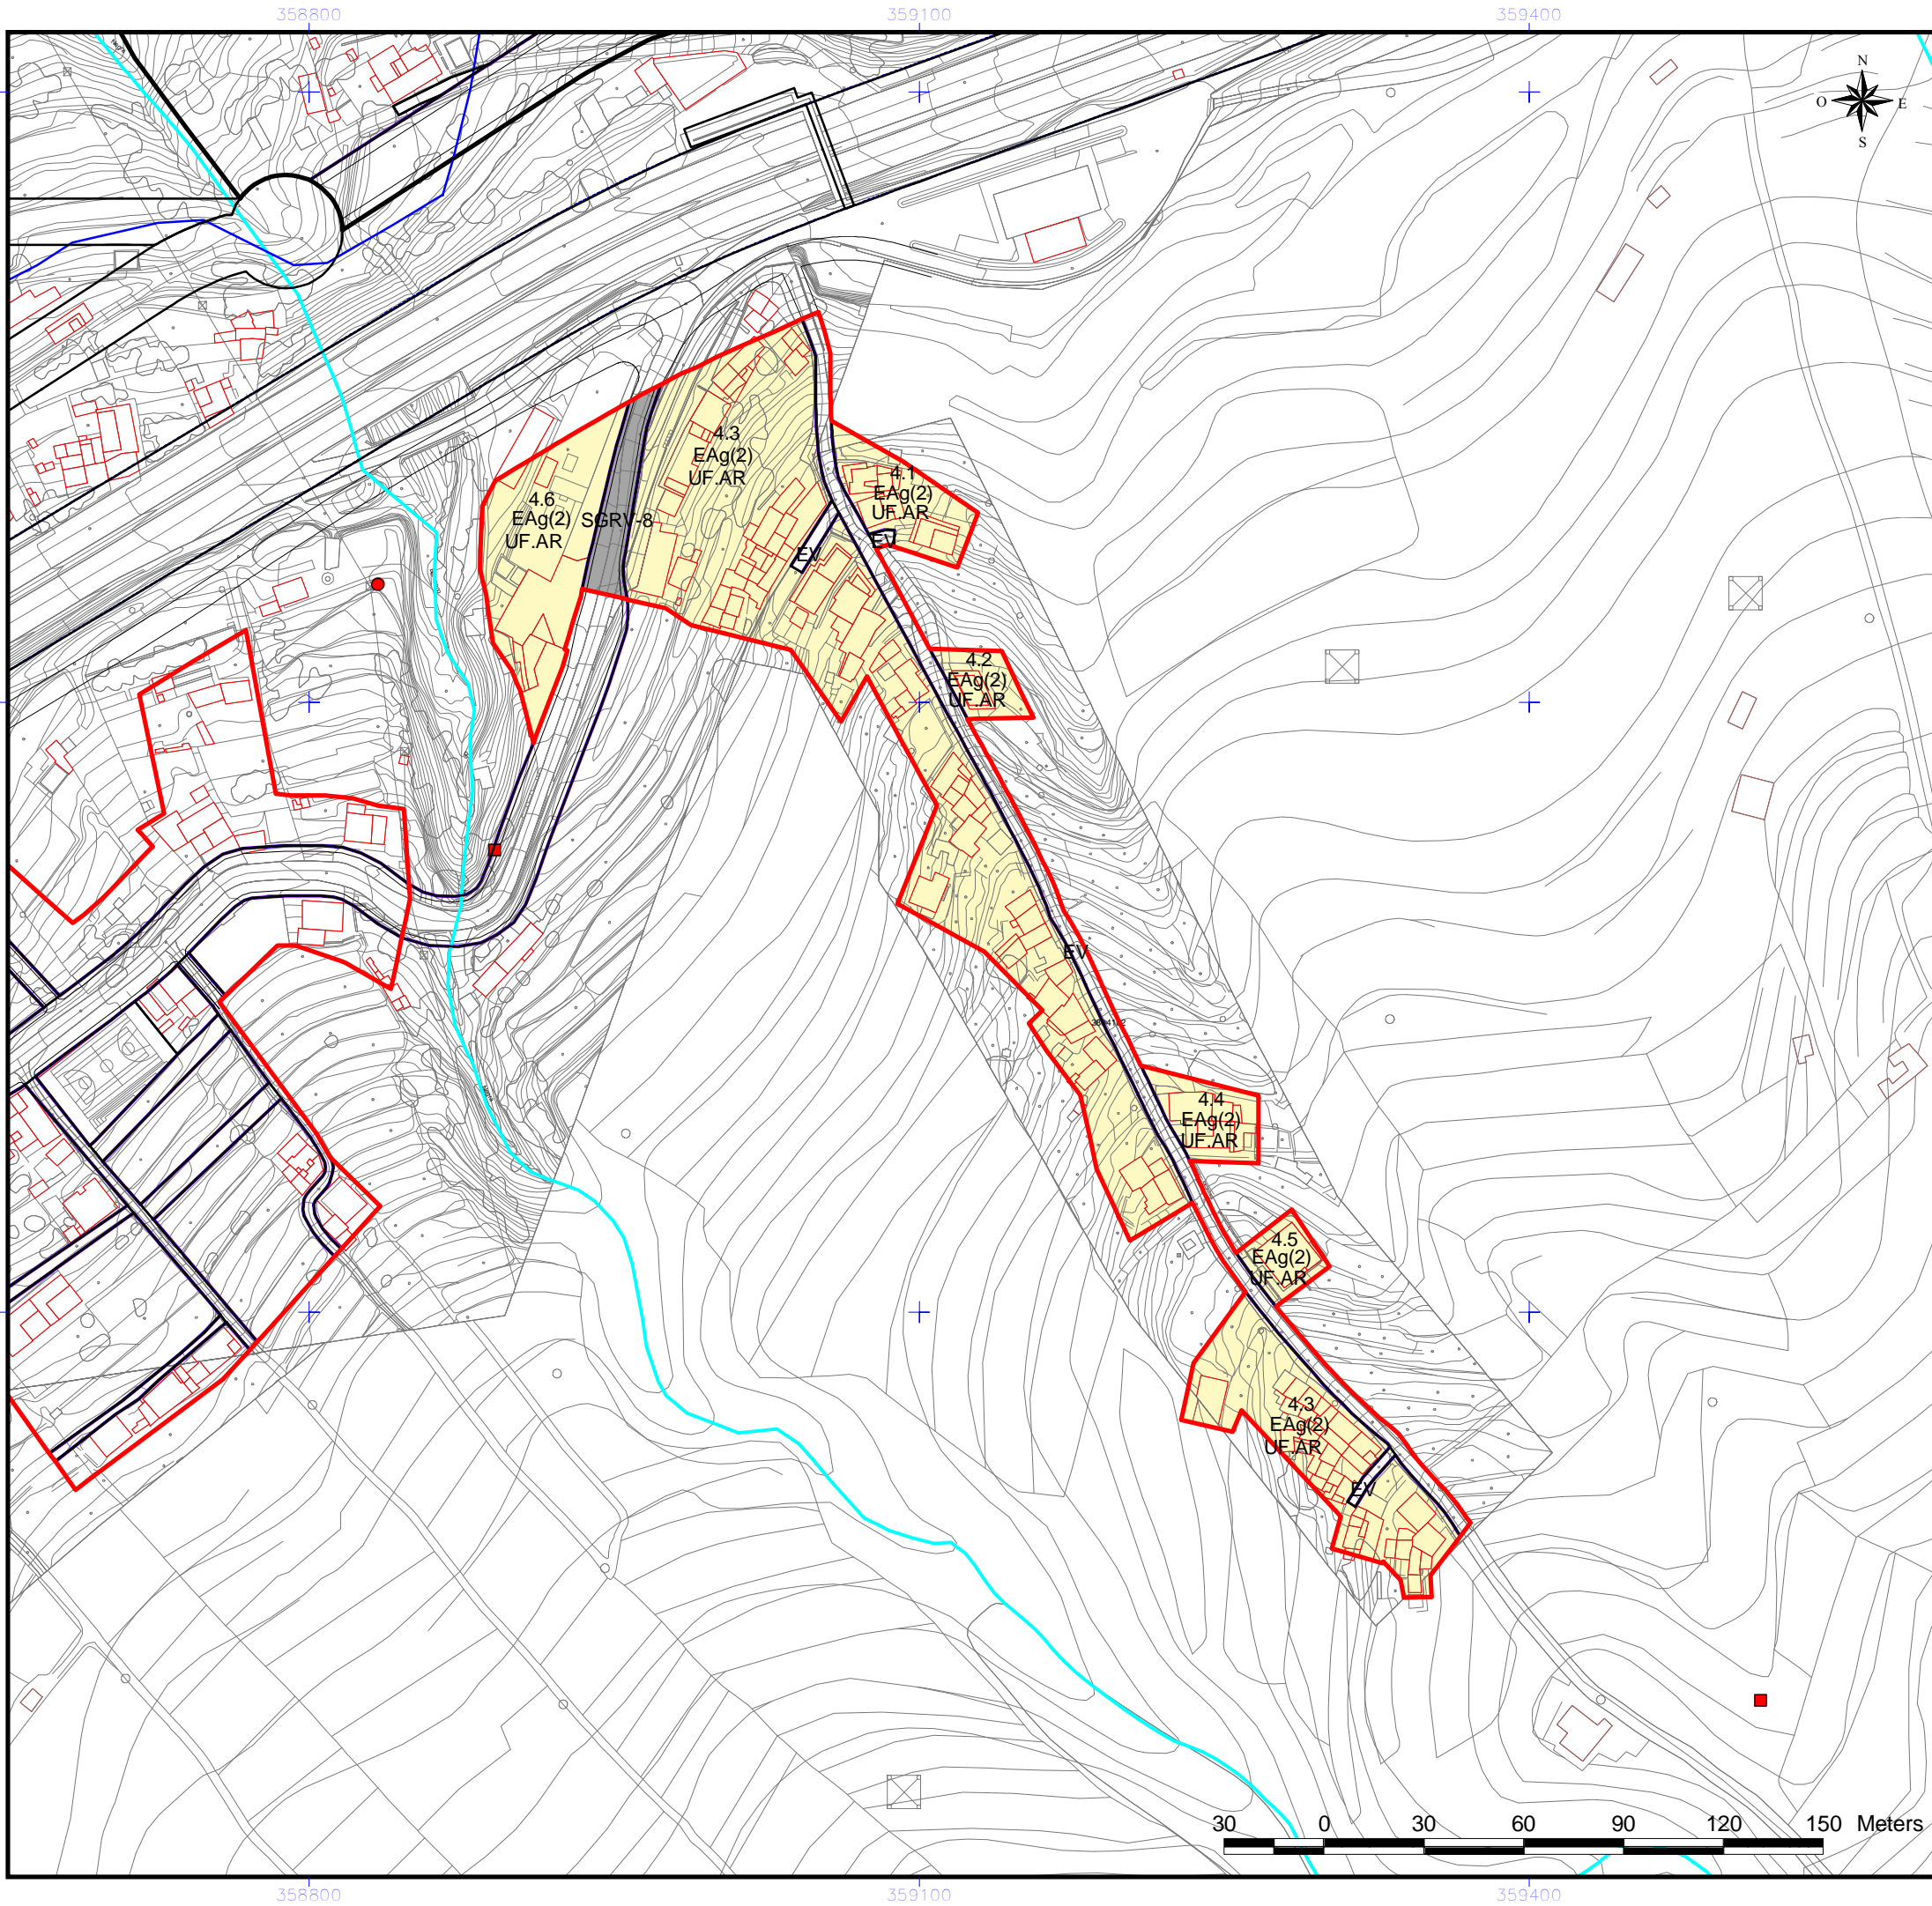 358800
359100
359400
N
O
E
S
4.3
EAg(2)
UF.AR
4.1
EAg(2)
UF.AR
4.6
EAg(2)
UF.AR
SGRV-8
EV
EV
4.2
EAg(2)
UF.AR
EV
4.4
EAg(2)
UF.AR
4.5
EAg(2)
UF.AR
4.3
EAg(2)
UF.AR
EV
30
0
30
60
90
120
150
Meters
358800
359100
359400